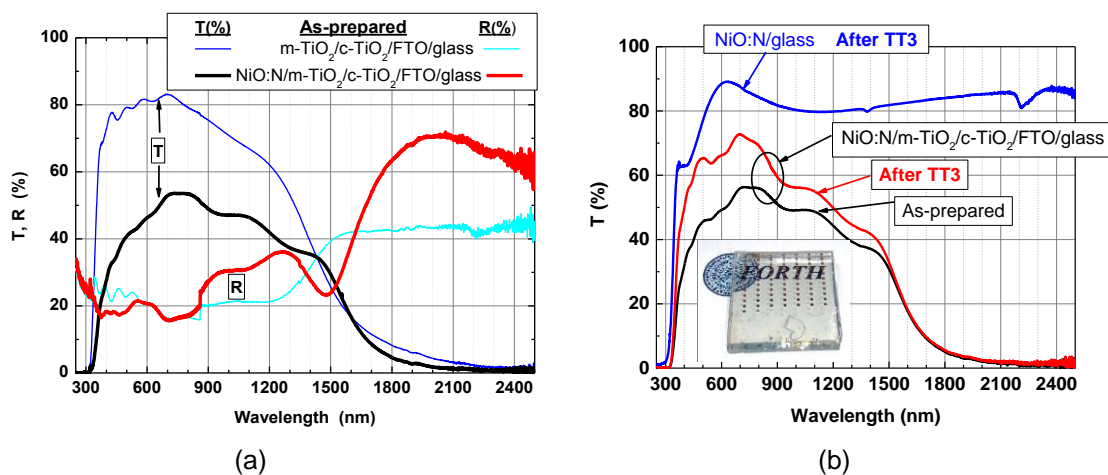 T(%) As-prepared R(%)
m-TiO₂/c-TiO₂/FTO/glass
NiO:N/m-TiO₂/c-TiO₂/FTO/glass
100
80
60
40
20
0
T, R (%)
T
R
300 600 900 1200 1500 1800 2100 2400
Wavelength (nm)
(a)
NiO:N/glass After TT3
NiO:N/m-TiO₂/c-TiO₂/FTO/glass
After TT3
As-prepared
FORTH
100
80
60
40
20
0
T (%)
300 600 900 1200 1500 1800 2100 2400
Wavelength (nm)
(b)